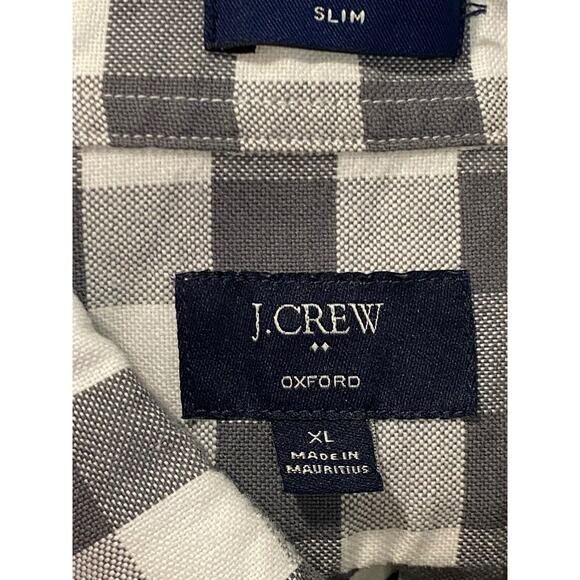 SLIM
J.CREW
OXFORD
XL
MADE IN
MAURITIUS